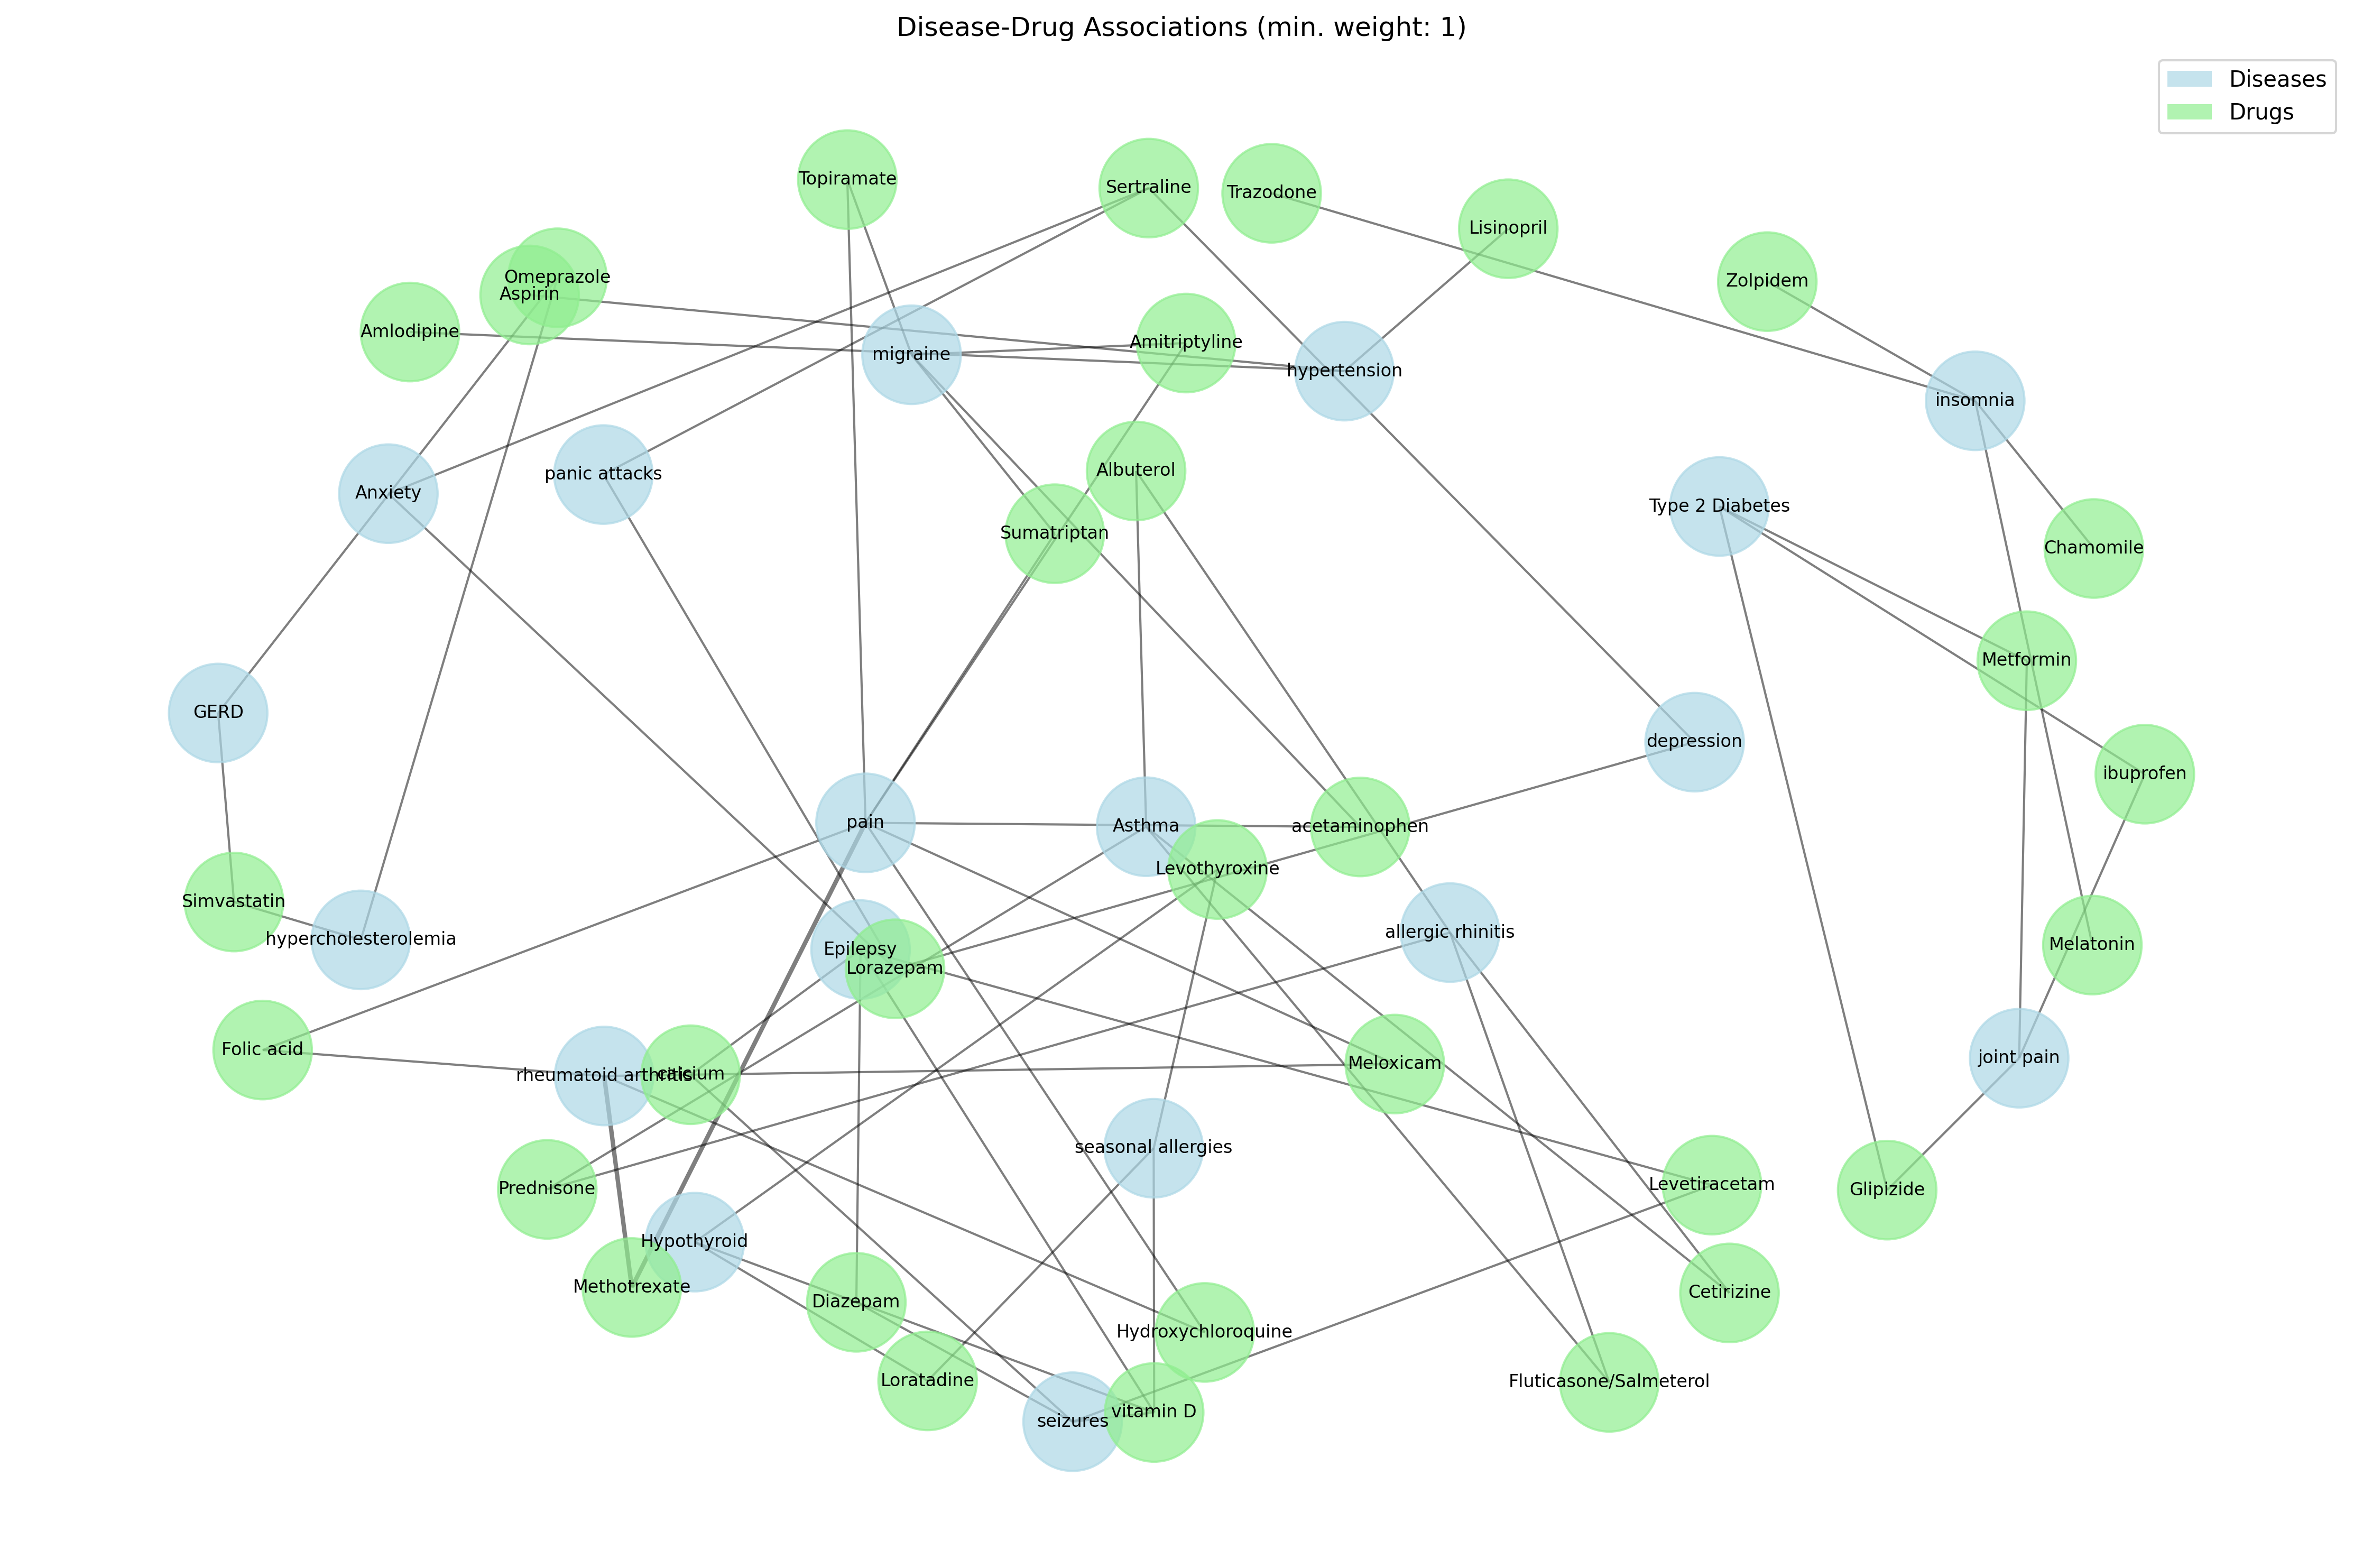 Disease-Drug Associations (min. weight: 1)
Diseases
Drugs
Topiramate
Sertraline
Trazodone
Lisinopril
Omeprazole
Zolpidem
Aspirin
Amlodipine
Amitriptyline
migraine
hypertension
insomnia
Albuterol
panic attacks
Anxiety
Type 2 Diabetes
Sumatriptan
Chamomile
Metformin
GERD
depression
ibuprofen
pain
Asthma
acetaminophen
Levothyroxine
Simvastatin
allergic rhinitis
hypercholesterolemia
Melatonin
Epilepsy
Lorazepam
Folic acid
joint pain
Meloxicam
rheumatoid arthritis
calcium
seasonal allergies
Levetiracetam
Prednisone
Glipizide
Hypothyroid
Methotrexate
Cetirizine
Diazepam
Hydroxychloroquine
Loratadine
Fluticasone/Salmeterol
vitamin D
seizures